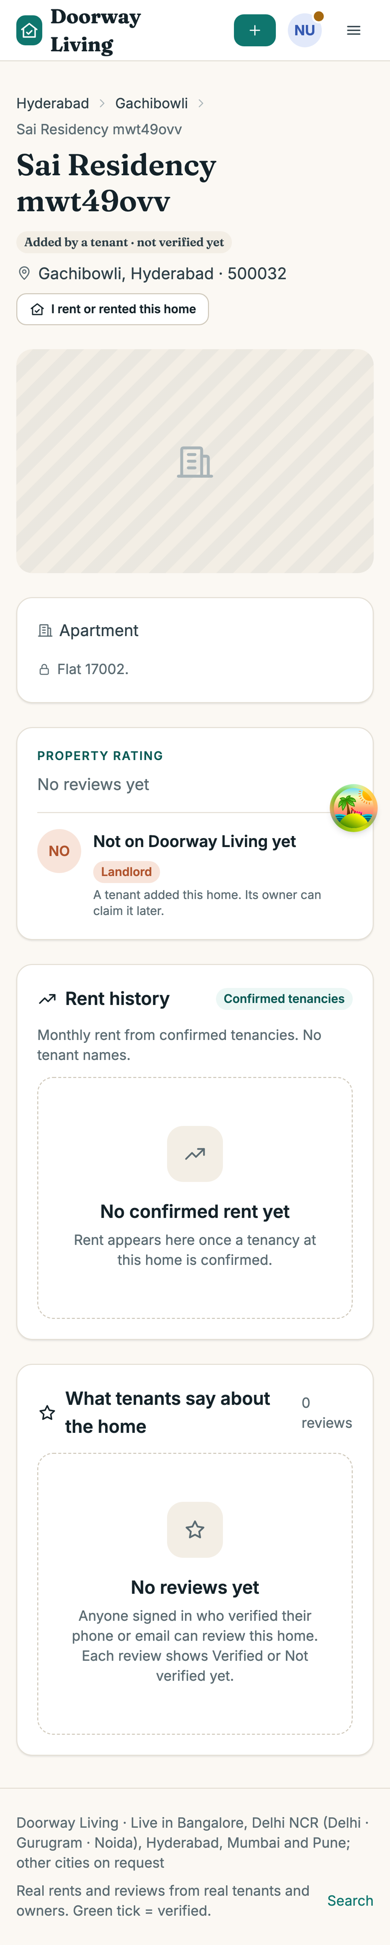 Doorway
Living
NU
Hyderabad
Gachibowli
Sai Residency mwt49ovv
Sai Residency
mwt49ovv
Added by a tenant · not verified yet
Gachibowli, Hyderabad · 500032
I rent or rented this home
Apartment
Flat 17002.
PROPERTY RATING
No reviews yet
NO
Not on Doorway Living yet
Landlord
A tenant added this home. Its owner can
claim it later.
Rent history
Confirmed tenancies
Monthly rent from confirmed tenancies. No
tenant names.
No confirmed rent yet
Rent appears here once a tenancy at
this home is confirmed.
What tenants say about
the home
0
reviews
No reviews yet
Anyone signed in who verified their
phone or email can review this home.
Each review shows Verified or Not
verified yet.
Doorway Living · Live in Bangalore, Delhi NCR (Delhi ·
Gurugram · Noida), Hyderabad, Mumbai and Pune;
other cities on request
Real rents and reviews from real tenants and
owners. Green tick = verified.
Search